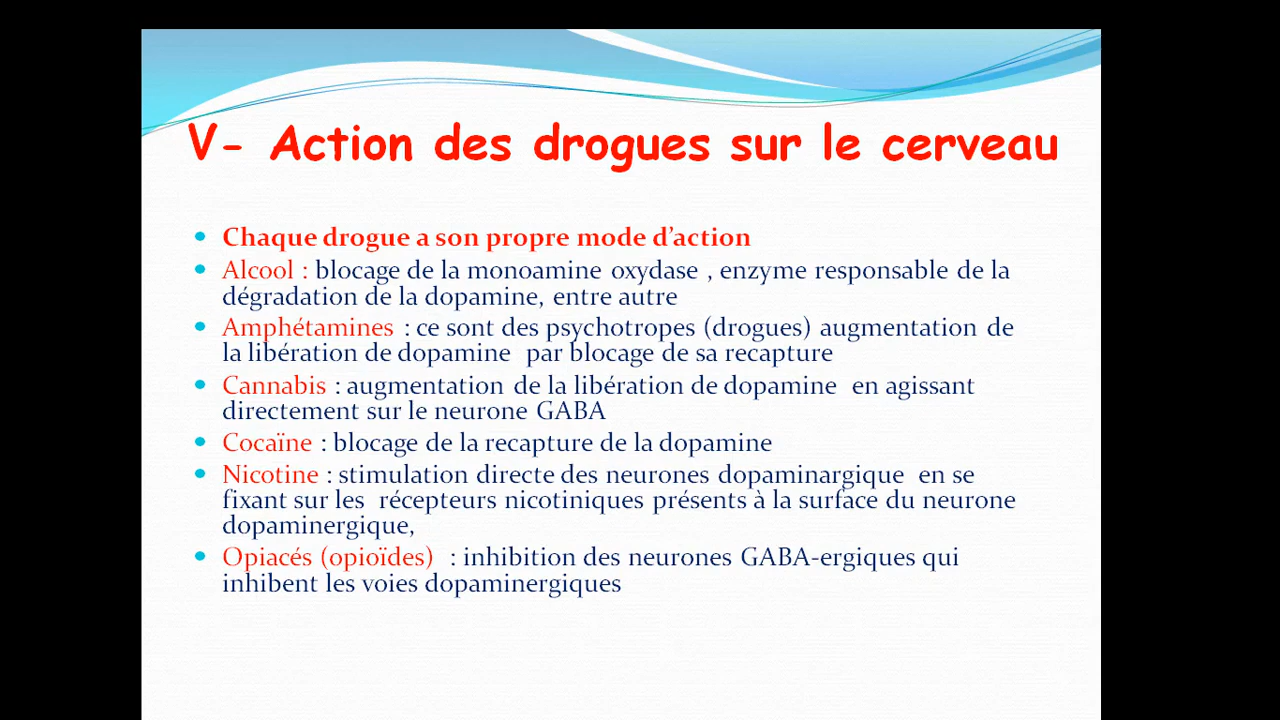 V- Action des drogues sur le cerveau
• Chaque drogue a son propre mode d’action
• Alcool : blocage de la monoamine oxydase , enzyme responsable de la
dégradation de la dopamine, entre autre
• Amphétamines : ce sont des psychotropes (drogues) augmentation de
la libération de dopamine par blocage de sa recapture
• Cannabis : augmentation de la libération de dopamine en agissant
directement sur le neurone GABA
• Cocaïne : blocage de la recapture de la dopamine
• Nicotine : stimulation directe des neurones dopaminargique en se
fixant sur les récepteurs nicotiniques présents à la surface du neurone
dopaminergique,
• Opiacés (opioïdes) : inhibition des neurones GABA-ergiques qui
inhibent les voies dopaminergiques